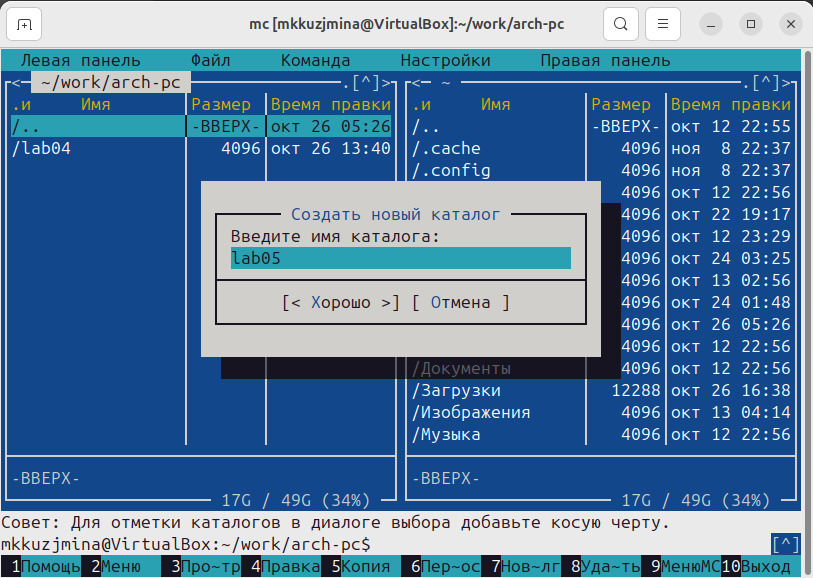 mc [mkkuzjmina@VirtualBox]:~/work/arch-pc
Левая панель Файл Команда Настройки Правая панель
<─ ~/work/arch-pc .[^]> <─ ~ .[^]>
.и Имя Размер Время правки .и Имя Размер Время правки
/.. -ВВЕРХ- окт 26 05:26 /.. -ВВЕРХ- окт 12 22:55
/lab04 4096 окт 26 13:40 /.cache 4096 ноя 8 22:37
/.config 4096 ноя 8 22:37
4096 окт 12 22:56
Создать новый каталог 4096 окт 22 19:17
Введите имя каталога: 4096 окт 12 23:29
lab05 4096 окт 24 03:25
4096 окт 13 02:56
[< Хорошо >] [ Отмена ] 4096 окт 24 01:48
4096 окт 26 05:26
4096 окт 12 22:56
/Документы 4096 окт 12 22:56
/Загрузки 12288 окт 26 16:38
/Изображения 4096 окт 13 04:14
/Музыка 4096 окт 12 22:56
-ВВЕРХ- -ВВЕРХ-
17G / 49G (34%) 17G / 49G (34%)
Совет: Для отметки каталогов в диалоге выбора добавьте косую черту.
mkkuzjmina@VirtualBox:~/work/arch-pc$ [^]
1Помощь 2Меню 3Про~тр 4Правка 5Копия 6Пер~ос 7Нов~лг 8Уда~ть 9МенюМС 10Выход